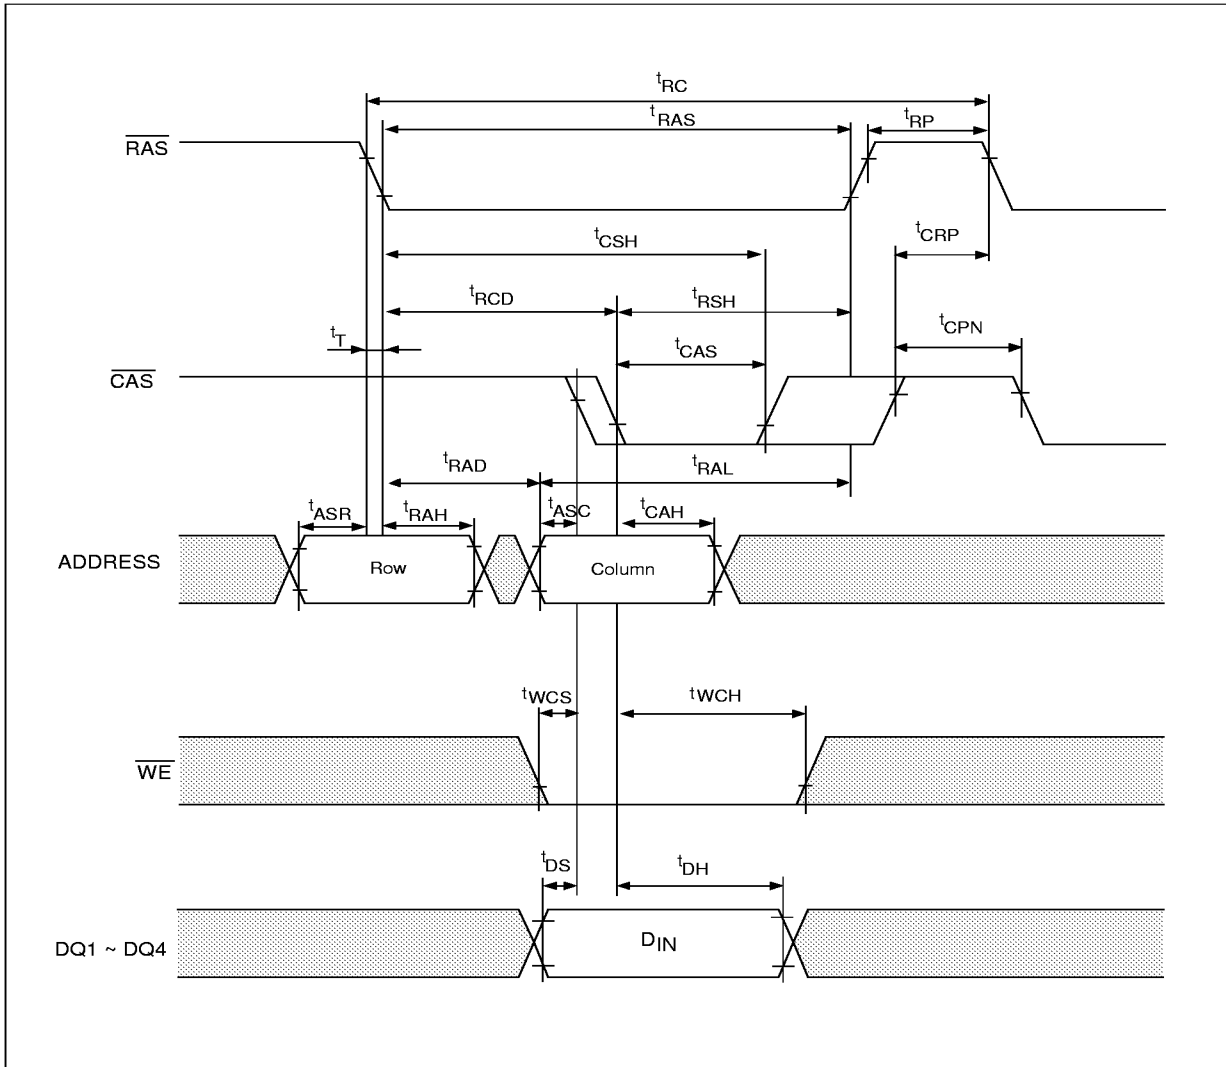 tRC
tRAS
tRP
RAS
tCSH
tCRP
tRCD
tRSH
tT
tCAS
tCPN
CAS
tRAD
tRAL
tASR
tRAH
tASC
tCAH
ADDRESS
Row
Column
tWCS
tWCH
WE
tDS
tDH
DQ1 ~ DQ4
DIN